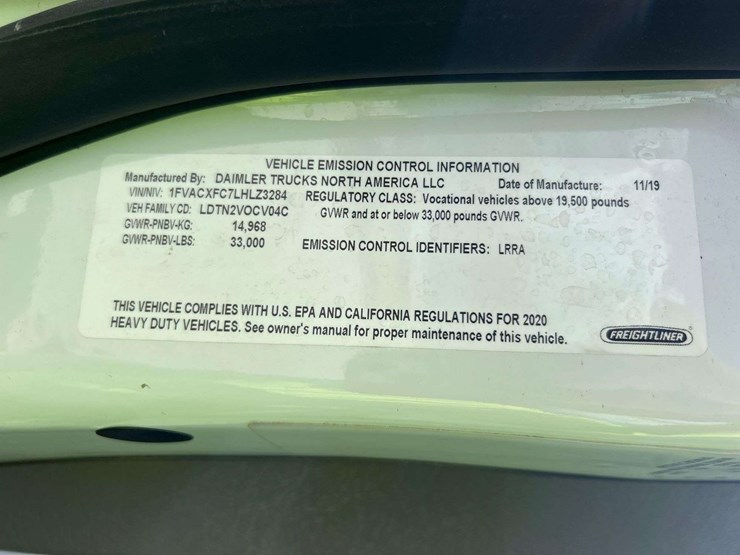 VEHICLE EMISSION CONTROL INFORMATION
Manufactured By: DAIMLER TRUCKS NORTH AMERICA LLC Date of Manufacture: 11/19
VIN/NIV: 1FVACXFC7LHLZ3284 REGULATORY CLASS: Vocational vehicles above 19,500 pounds
VEH FAMILY CD: LDTN2VOCV04C GVWR and at or below 33,000 pounds GVWR.
GVWR-PNBV-KG: 14,968
GVWR-PNBV-LBS: 33,000 EMISSION CONTROL IDENTIFIERS: LRRA
THIS VEHICLE COMPLIES WITH U.S. EPA AND CALIFORNIA REGULATIONS FOR 2020
HEAVY DUTY VEHICLES. See owner's manual for proper maintenance of this vehicle.
FREIGHTLINER